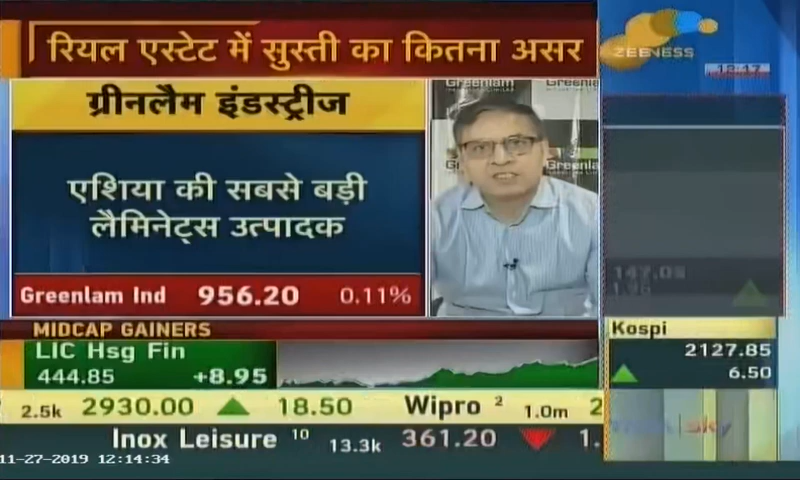 रियल एस्टेट में सुस्ती का कितना असर
ZEENESS
ग्रीनलैम इंडस्ट्रीज
एशिया की सबसे बड़ी
लैमिनेट्स उत्पादक
Greenlam
Greenlam Ind 956.20 0.11%
MIDCAP GAINERS
LIC Hsg Fin
444.85 +8.95
Kospi
2127.85
6.50
2.5k 2930.00 18.50 Wipro 2 1.0m
Inox Leisure 10 13.3k 361.20
sky
11-27-2019 12:14:34